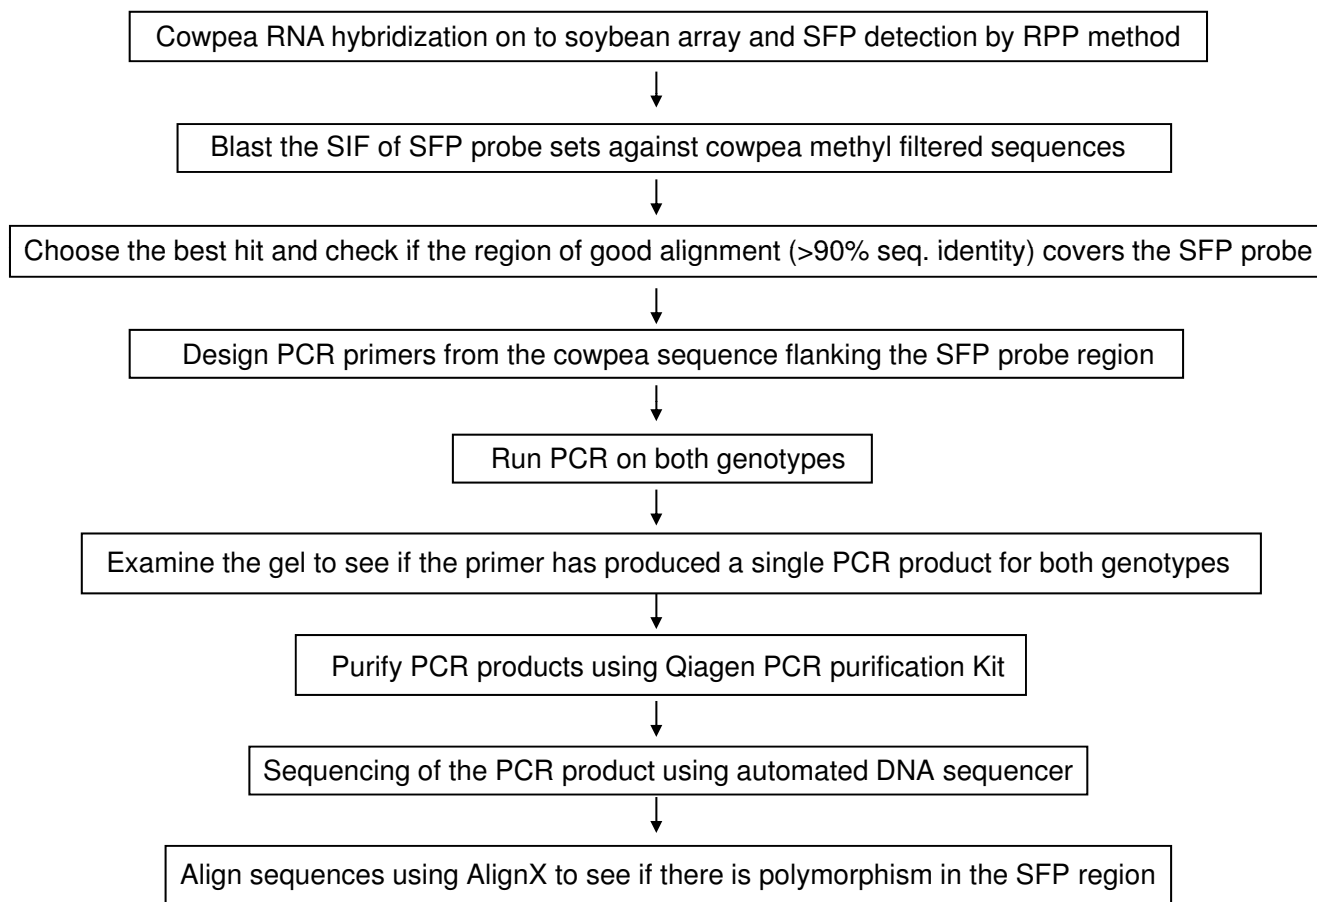 Cowpea RNA hybridization on to soybean array and SFP detection by RPP method
Blast the SIF of SFP probe sets against cowpea methyl filtered sequences
Choose the best hit and check if the region of good alignment (>90% seq. identity) covers the SFP probe
Design PCR primers from the cowpea sequence flanking the SFP probe region
Run PCR on both genotypes
Examine the gel to see if the primer has produced a single PCR product for both genotypes
Purify PCR products using Qiagen PCR purification Kit
Sequencing of the PCR product using automated DNA sequencer
Align sequences using AlignX to see if there is polymorphism in the SFP region